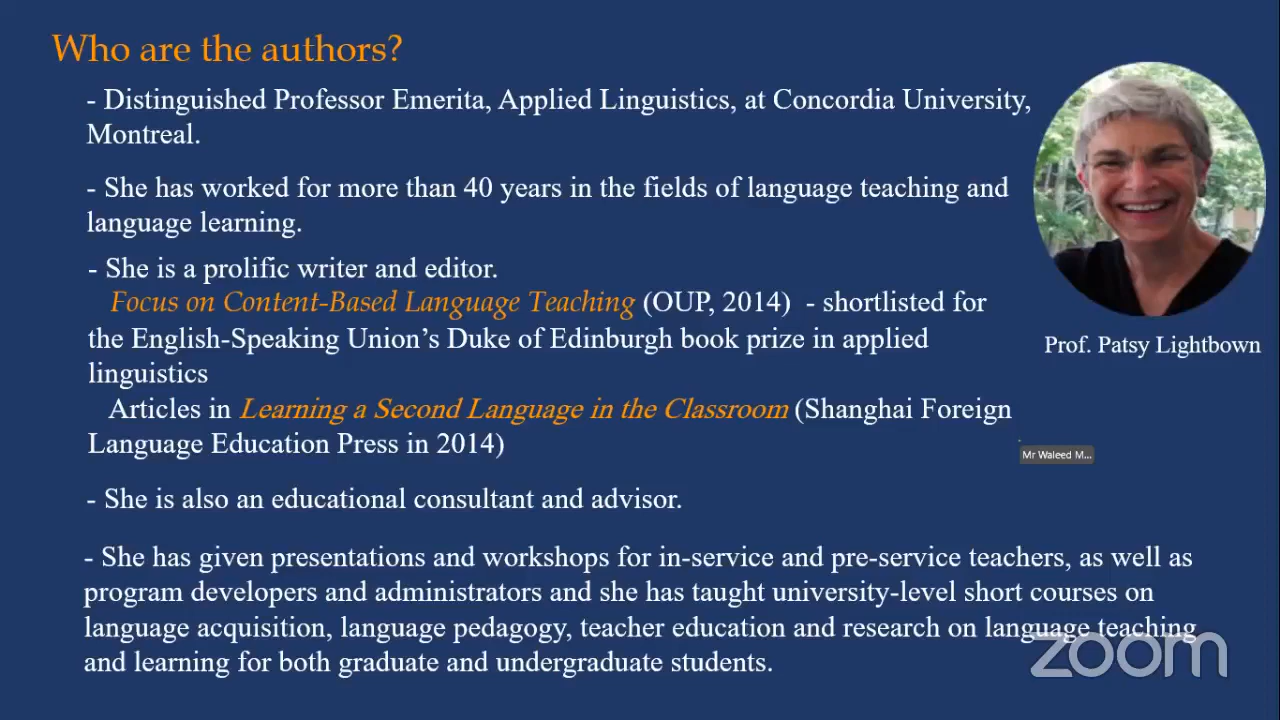 Who are the authors?
- Distinguished Professor Emerita, Applied Linguistics, at Concordia University,
Montreal.
- She has worked for more than 40 years in the fields of language teaching and
language learning.
- She is a prolific writer and editor.
Focus on Content-Based Language Teaching (OUP, 2014) - shortlisted for
the English-Speaking Union’s Duke of Edinburgh book prize in applied
linguistics
Prof. Patsy Lightbown
Articles in Learning a Second Language in the Classroom (Shanghai Foreign
Language Education Press in 2014)
Mr Waleed M...
- She is also an educational consultant and advisor.
- She has given presentations and workshops for in-service and pre-service teachers, as well as
program developers and administrators and she has taught university-level short courses on
language acquisition, language pedagogy, teacher education and research on language teaching
and learning for both graduate and undergraduate students.
zoom